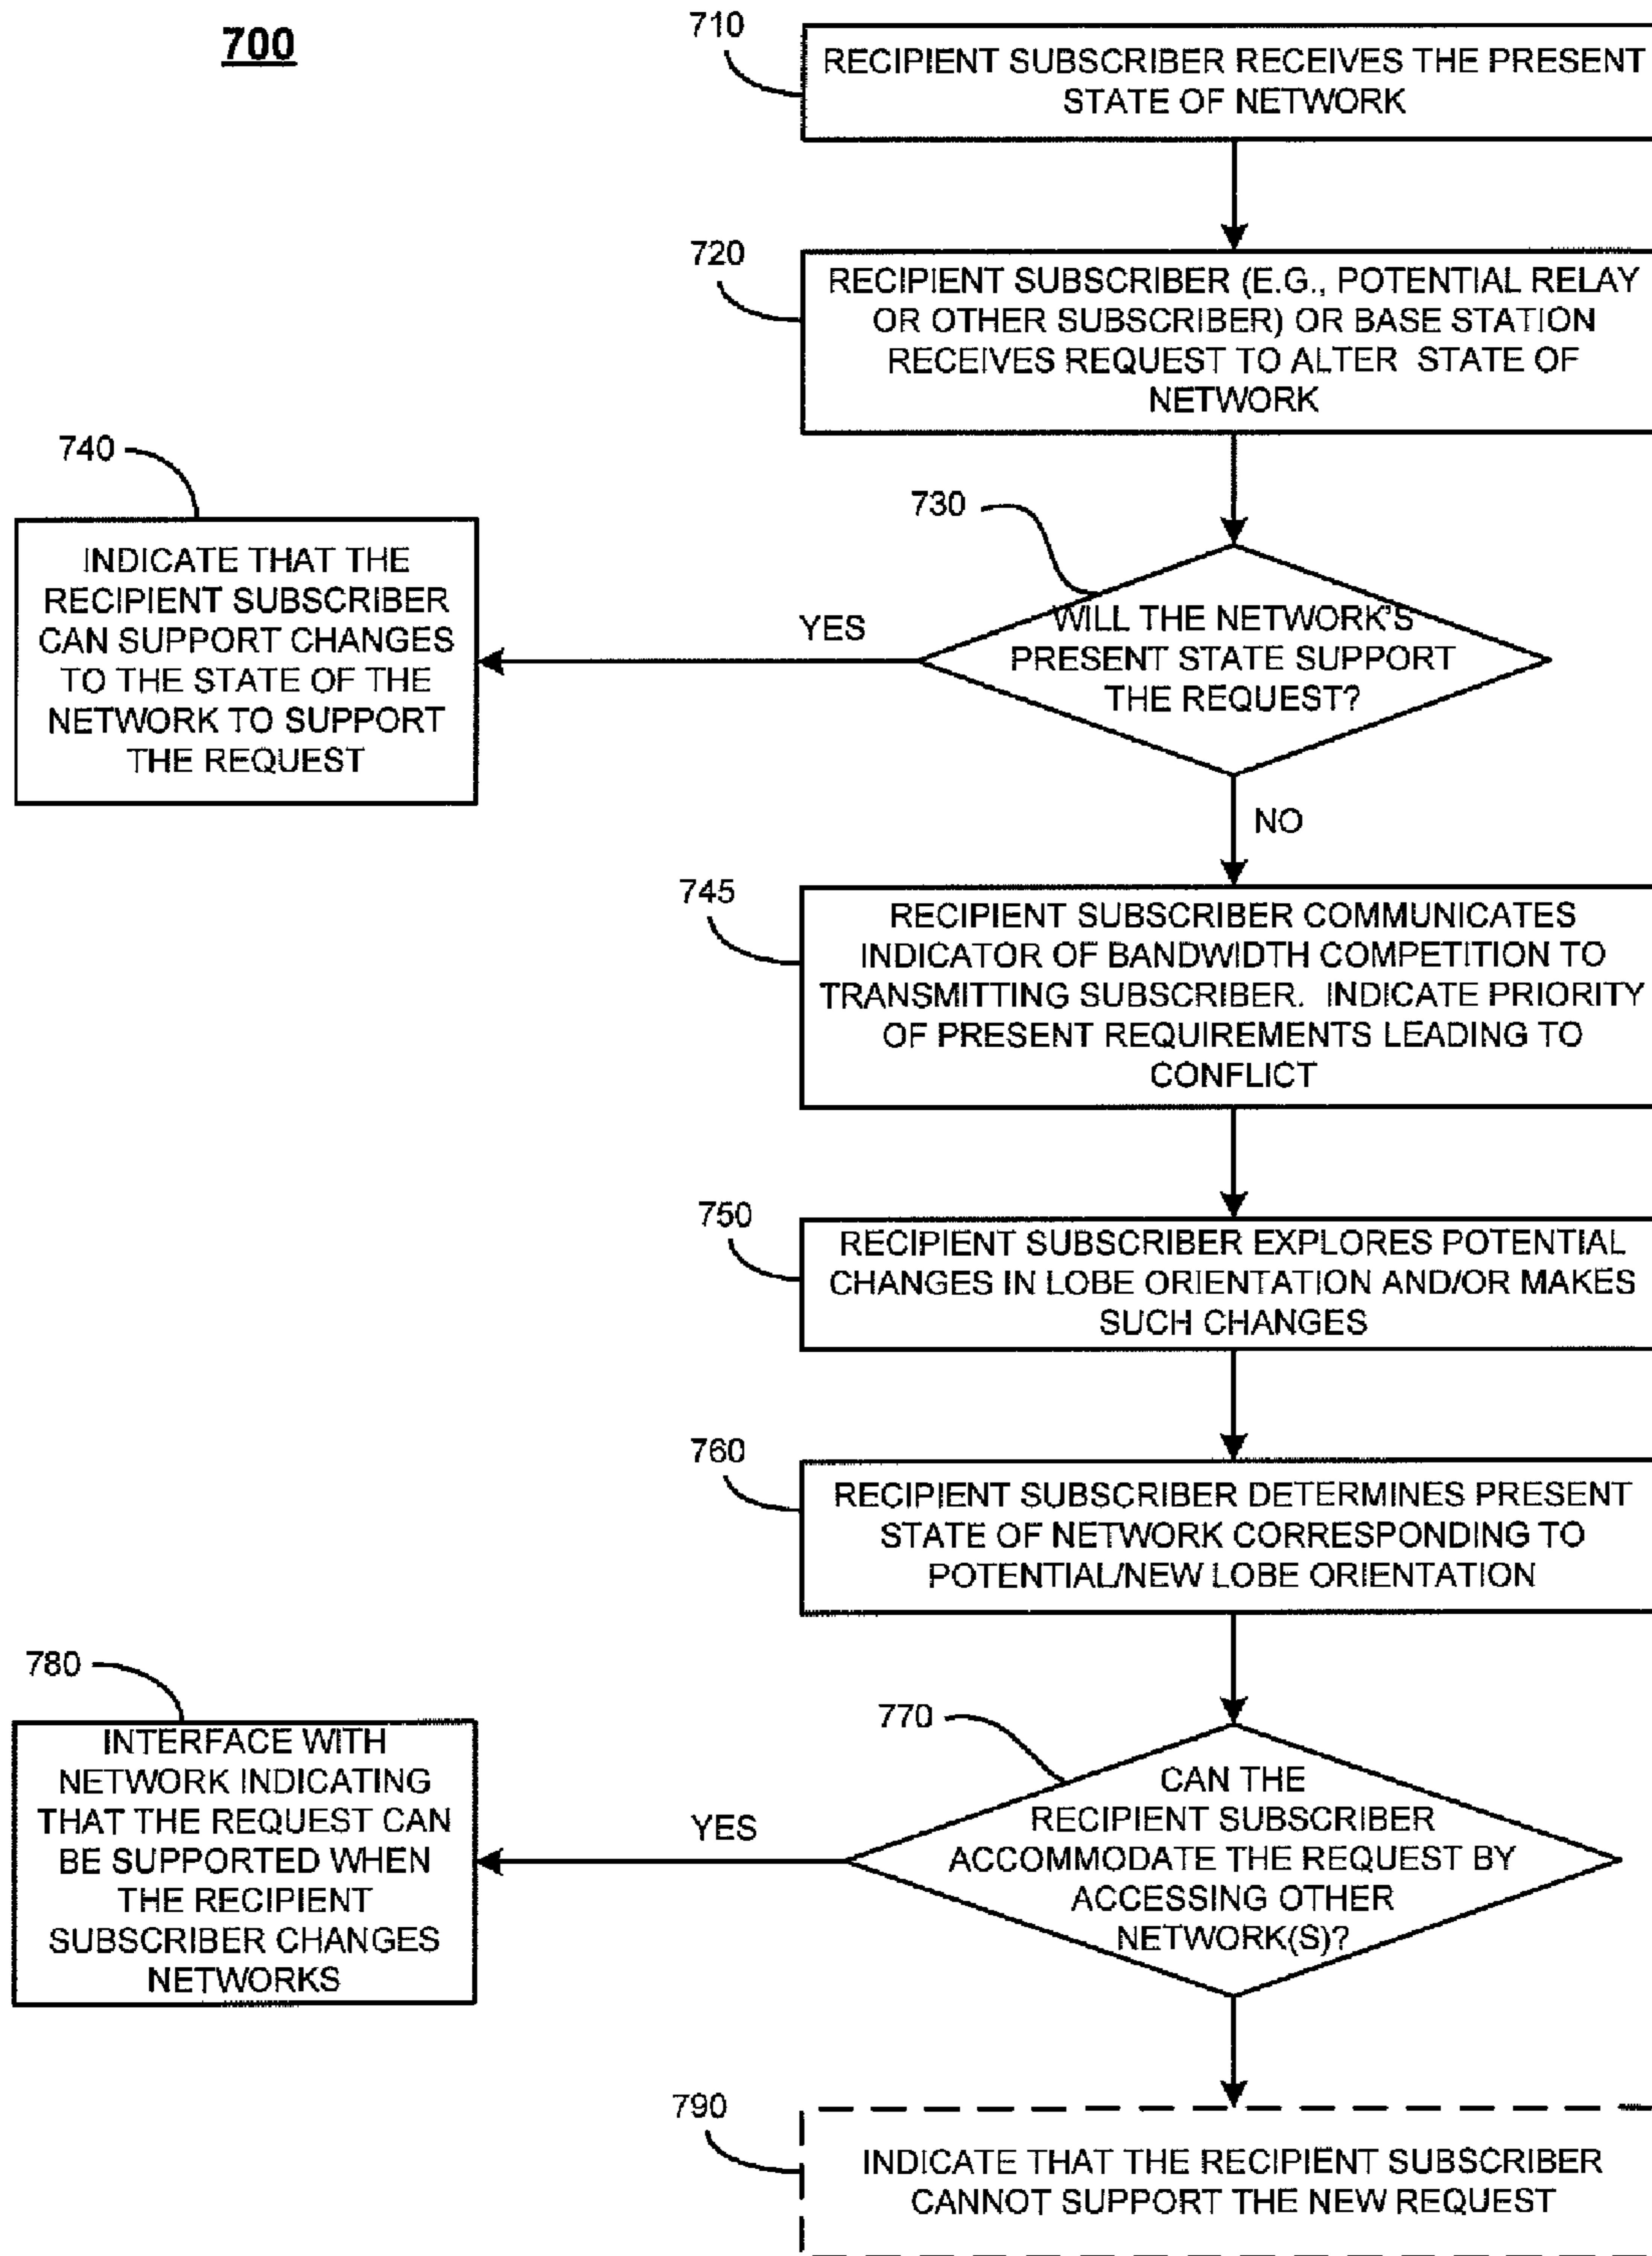 700
710
RECIPIENT SUBSCRIBER RECEIVES THE PRESENT
STATE OF NETWORK
720
RECIPIENT SUBSCRIBER (E.G., POTENTIAL RELAY
OR OTHER SUBSCRIBER) OR BASE STATION
RECEIVES REQUEST TO ALTER STATE OF
NETWORK
730
WILL THE NETWORK'S
PRESENT STATE SUPPORT
THE REQUEST?
YES
740
INDICATE THAT THE
RECIPIENT SUBSCRIBER
CAN SUPPORT CHANGES
TO THE STATE OF THE
NETWORK TO SUPPORT
THE REQUEST
NO
745
RECIPIENT SUBSCRIBER COMMUNICATES
INDICATOR OF BANDWIDTH COMPETITION TO
TRANSMITTING SUBSCRIBER. INDICATE PRIORITY
OF PRESENT REQUIREMENTS LEADING TO
CONFLICT
750
RECIPIENT SUBSCRIBER EXPLORES POTENTIAL
CHANGES IN LOBE ORIENTATION AND/OR MAKES
SUCH CHANGES
760
RECIPIENT SUBSCRIBER DETERMINES PRESENT
STATE OF NETWORK CORRESPONDING TO
POTENTIAL/NEW LOBE ORIENTATION
770
CAN THE
RECIPIENT SUBSCRIBER
ACCOMMODATE THE REQUEST BY
ACCESSING OTHER
NETWORK(S)?
YES
780
INTERFACE WITH
NETWORK INDICATING
THAT THE REQUEST CAN
BE SUPPORTED WHEN
THE RECIPIENT
SUBSCRIBER CHANGES
NETWORKS
790
INDICATE THAT THE RECIPIENT SUBSCRIBER
CANNOT SUPPORT THE NEW REQUEST